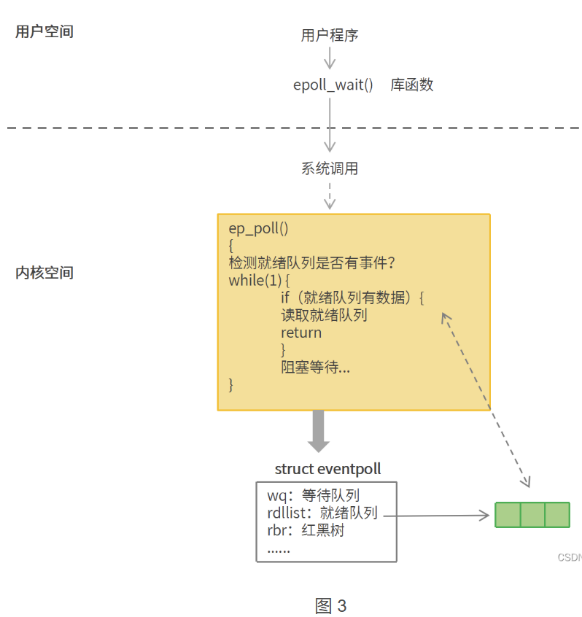 用户空间
用户程序
epoll_wait() 库函数
系统调用
内核空间
ep_poll()
{
检测就绪队列是否有事件?
while(1) {
if（就绪队列有数据）{
读取就绪队列
return
}
阻塞等待...
}
struct eventpoll
wq：等待队列
rdllist：就绪队列
rbr：红黑树
......
CSDN
图 3